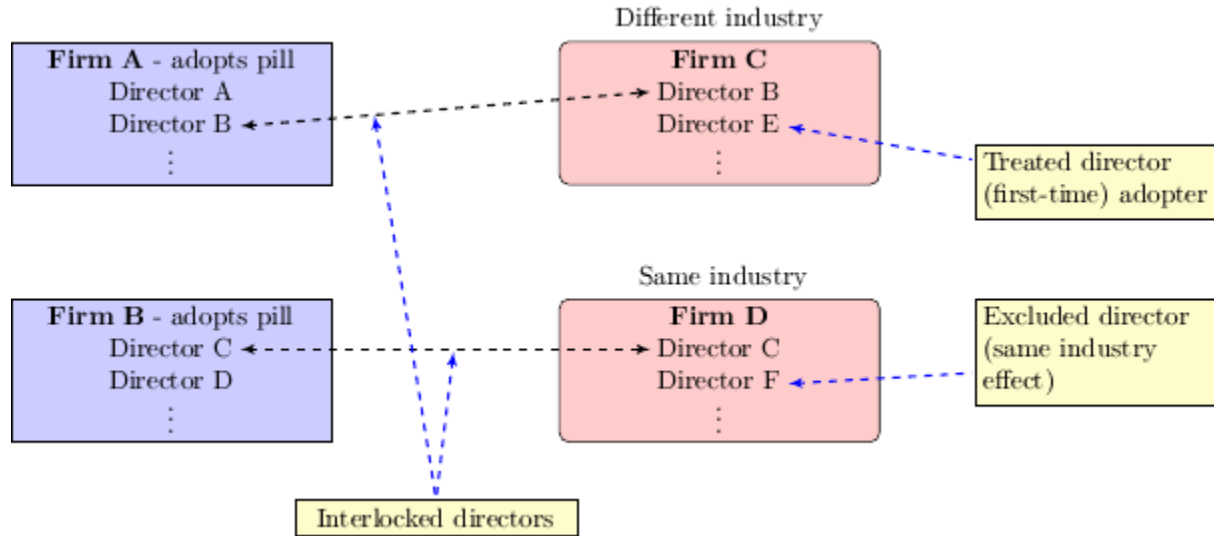 Different industry
Firm A - adopts pill
Director A
Director B
⋮
Firm C
Director B
Director E
⋮
Treated director
(first-time) adopter
Same industry
Firm B - adopts pill
Director C
Director D
⋮
Firm D
Director C
Director F
⋮
Excluded director
(same industry
effect)
Interlocked directors